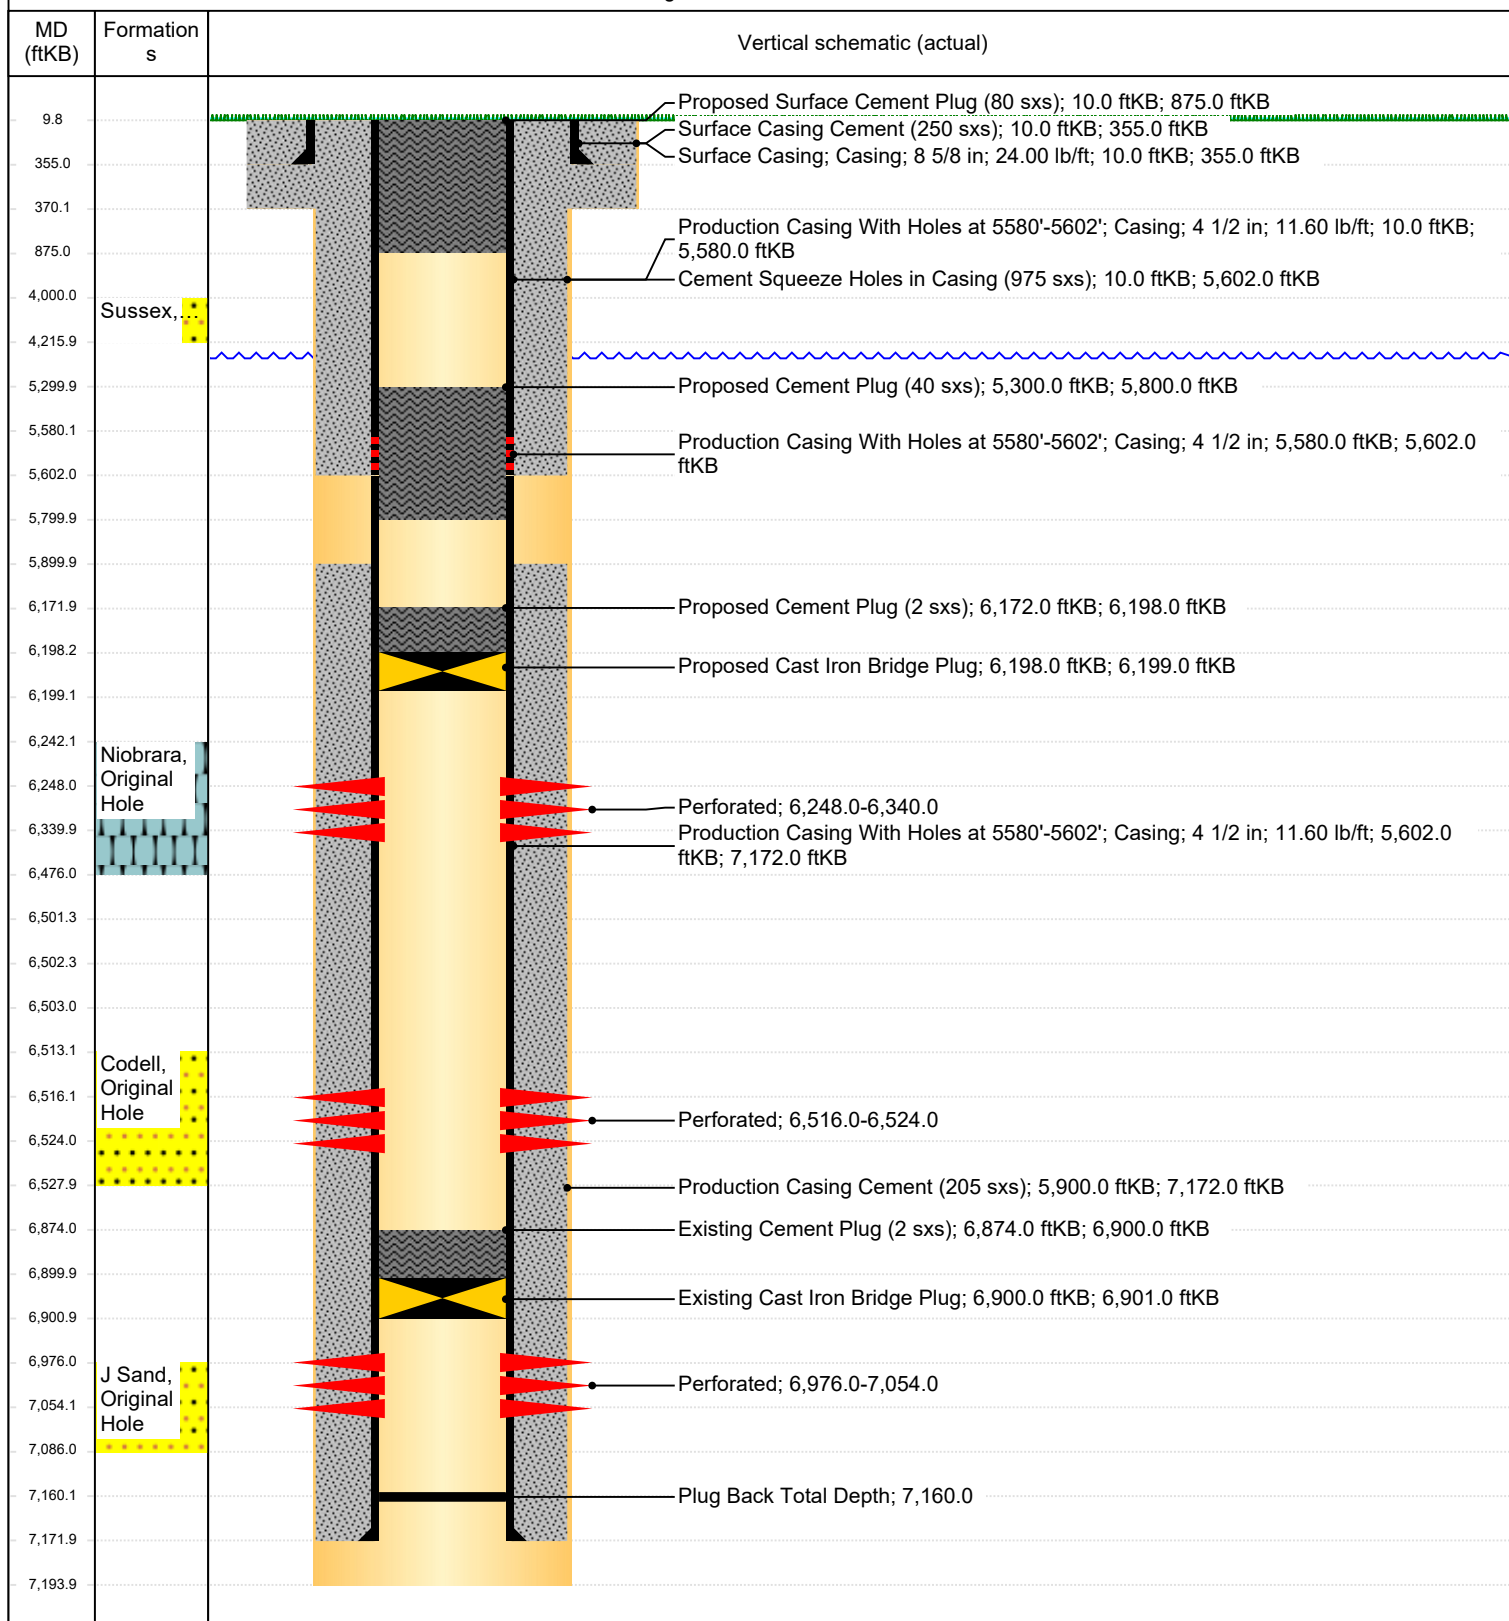 MD
(ftKB)
Formation
s
Vertical schematic (actual)
9.8
355.0
370.1
875.0
4,000.0
4,215.9
5,299.9
5,580.1
5,602.0
5,799.9
5,899.9
6,171.9
6,198.2
6,199.1
6,242.1
6,248.0
6,339.9
6,476.0
6,501.3
6,502.3
6,503.0
6,513.1
6,516.1
6,524.0
6,527.9
6,874.0
6,899.9
6,900.9
6,976.0
7,054.1
7,086.0
7,160.1
7,171.9
7,193.9
Sussex,...
Niobrara,
Original
Hole
Codell,
Original
Hole
J Sand,
Original
Hole
Proposed Surface Cement Plug (80 sxs); 10.0 ftKB; 875.0 ftKB
Surface Casing Cement (250 sxs); 10.0 ftKB; 355.0 ftKB
Surface Casing; Casing; 8 5/8 in; 24.00 lb/ft; 10.0 ftKB; 355.0 ftKB
Production Casing With Holes at 5580'-5602'; Casing; 4 1/2 in; 11.60 lb/ft; 10.0 ftKB;
5,580.0 ftKB
Cement Squeeze Holes in Casing (975 sxs); 10.0 ftKB; 5,602.0 ftKB
Proposed Cement Plug (40 sxs); 5,300.0 ftKB; 5,800.0 ftKB
Production Casing With Holes at 5580'-5602'; Casing; 4 1/2 in; 5,580.0 ftKB; 5,602.0
ftKB
Proposed Cement Plug (2 sxs); 6,172.0 ftKB; 6,198.0 ftKB
Proposed Cast Iron Bridge Plug; 6,198.0 ftKB; 6,199.0 ftKB
Perforated; 6,248.0-6,340.0
Production Casing With Holes at 5580'-5602'; Casing; 4 1/2 in; 11.60 lb/ft; 5,602.0
ftKB; 7,172.0 ftKB
Perforated; 6,516.0-6,524.0
Production Casing Cement (205 sxs); 5,900.0 ftKB; 7,172.0 ftKB
Existing Cement Plug (2 sxs); 6,874.0 ftKB; 6,900.0 ftKB
Existing Cast Iron Bridge Plug; 6,900.0 ftKB; 6,901.0 ftKB
Perforated; 6,976.0-7,054.0
Plug Back Total Depth; 7,160.0